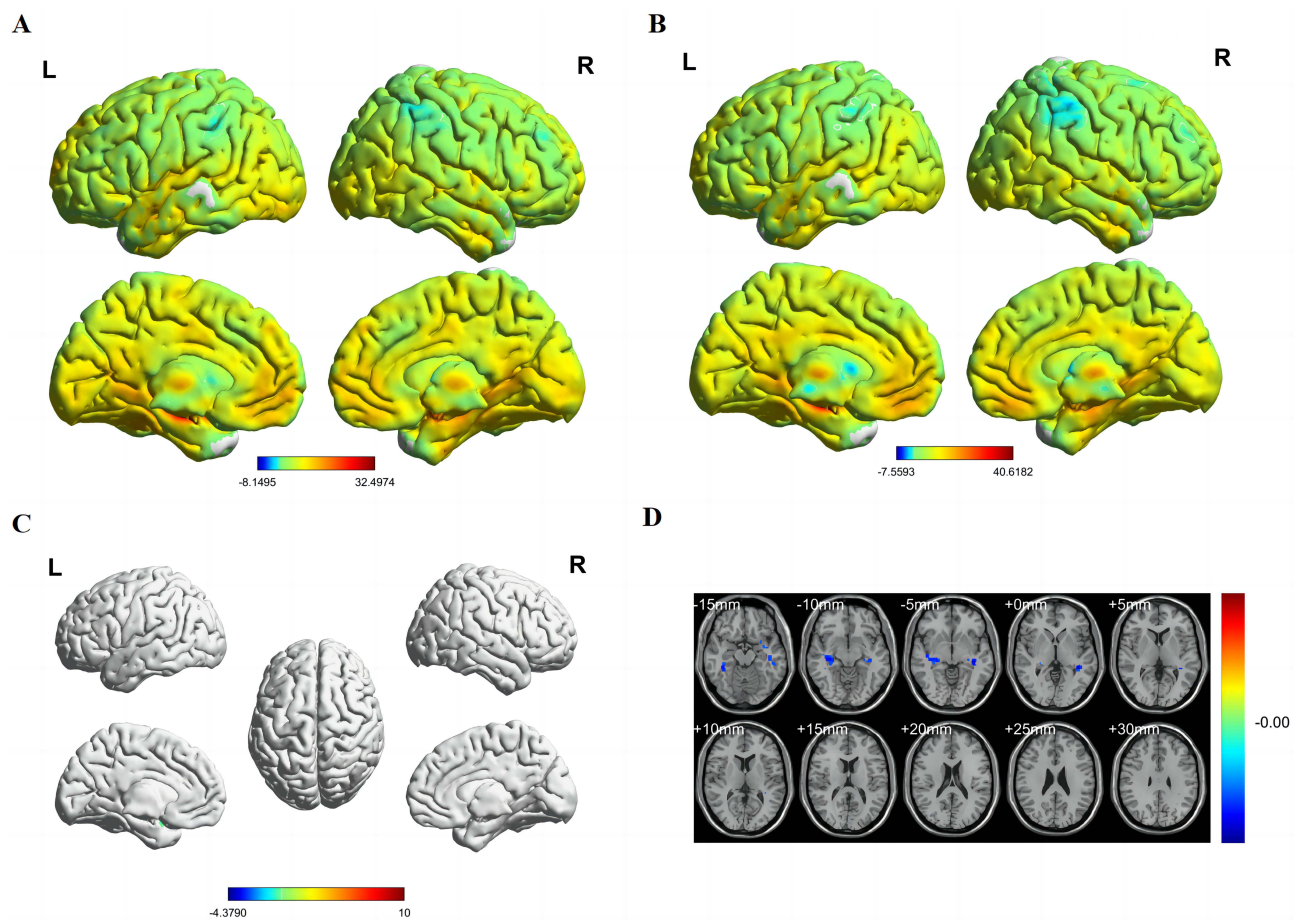 A
B
L
R
L
R
-8.1495 32.4974
-7.5593 40.6182
C
D
L
R
-15mm -10mm -5mm +0mm +5mm
-0.00
+10mm +15mm +20mm +25mm +30mm
-4.3790 10